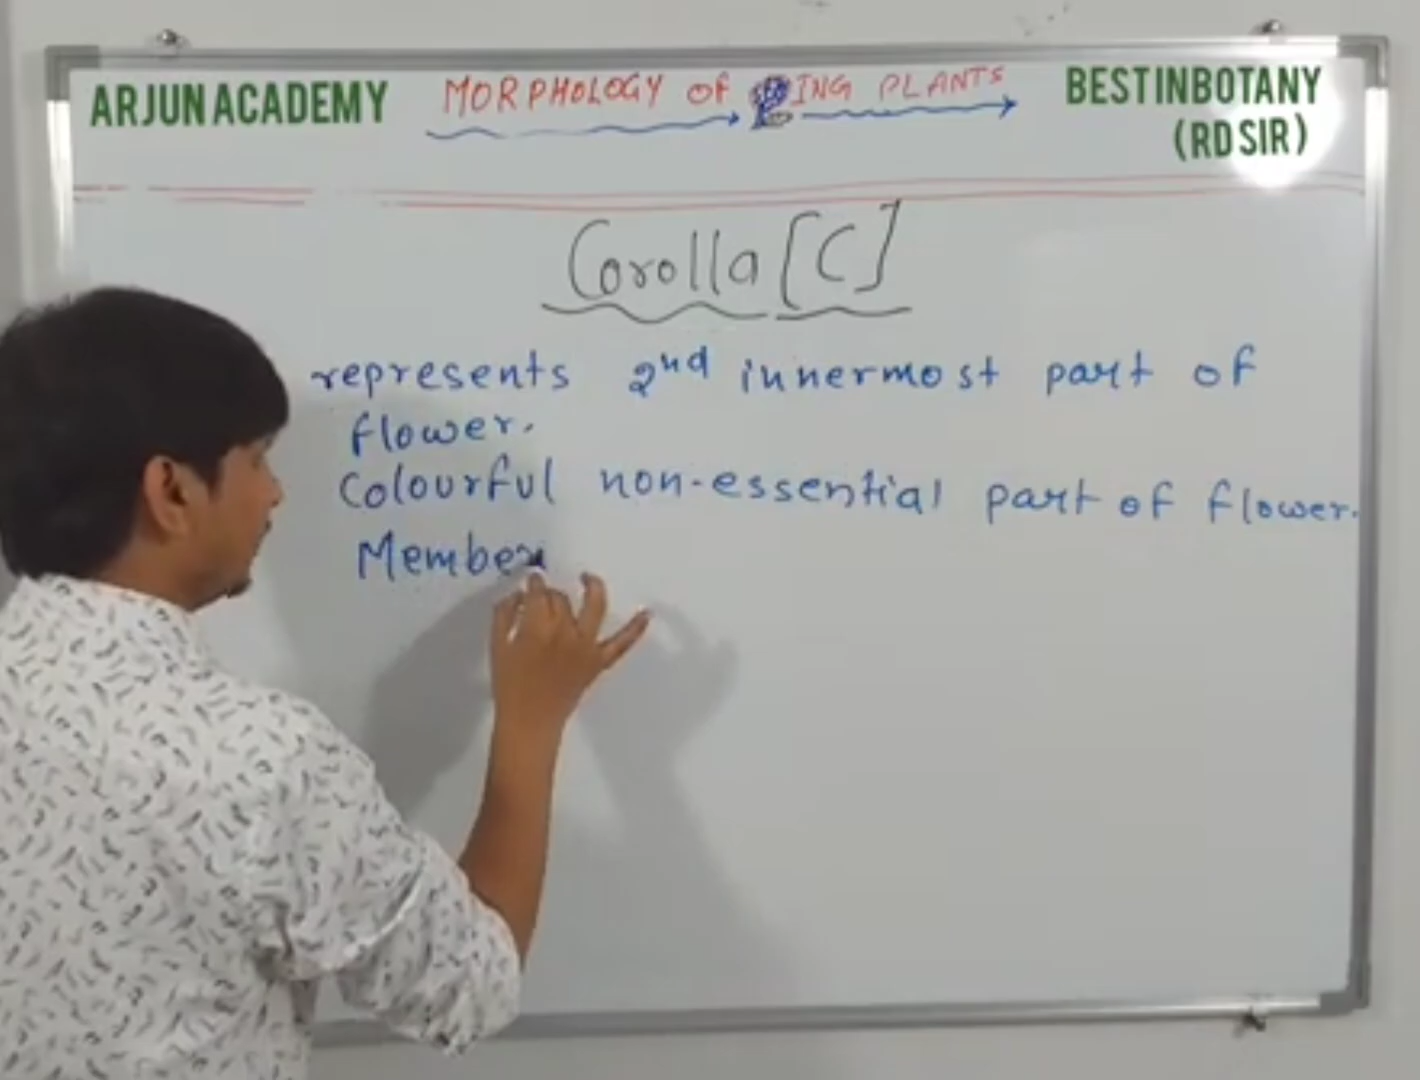 ARJUN ACADEMY
MORPHOLOGY OF ING PLANTS
BEST IN BOTANY
(RD SIR)
Corolla [C]
represents 2nd innermost part of
flower.
Colourful non-essential part of flower.
Member